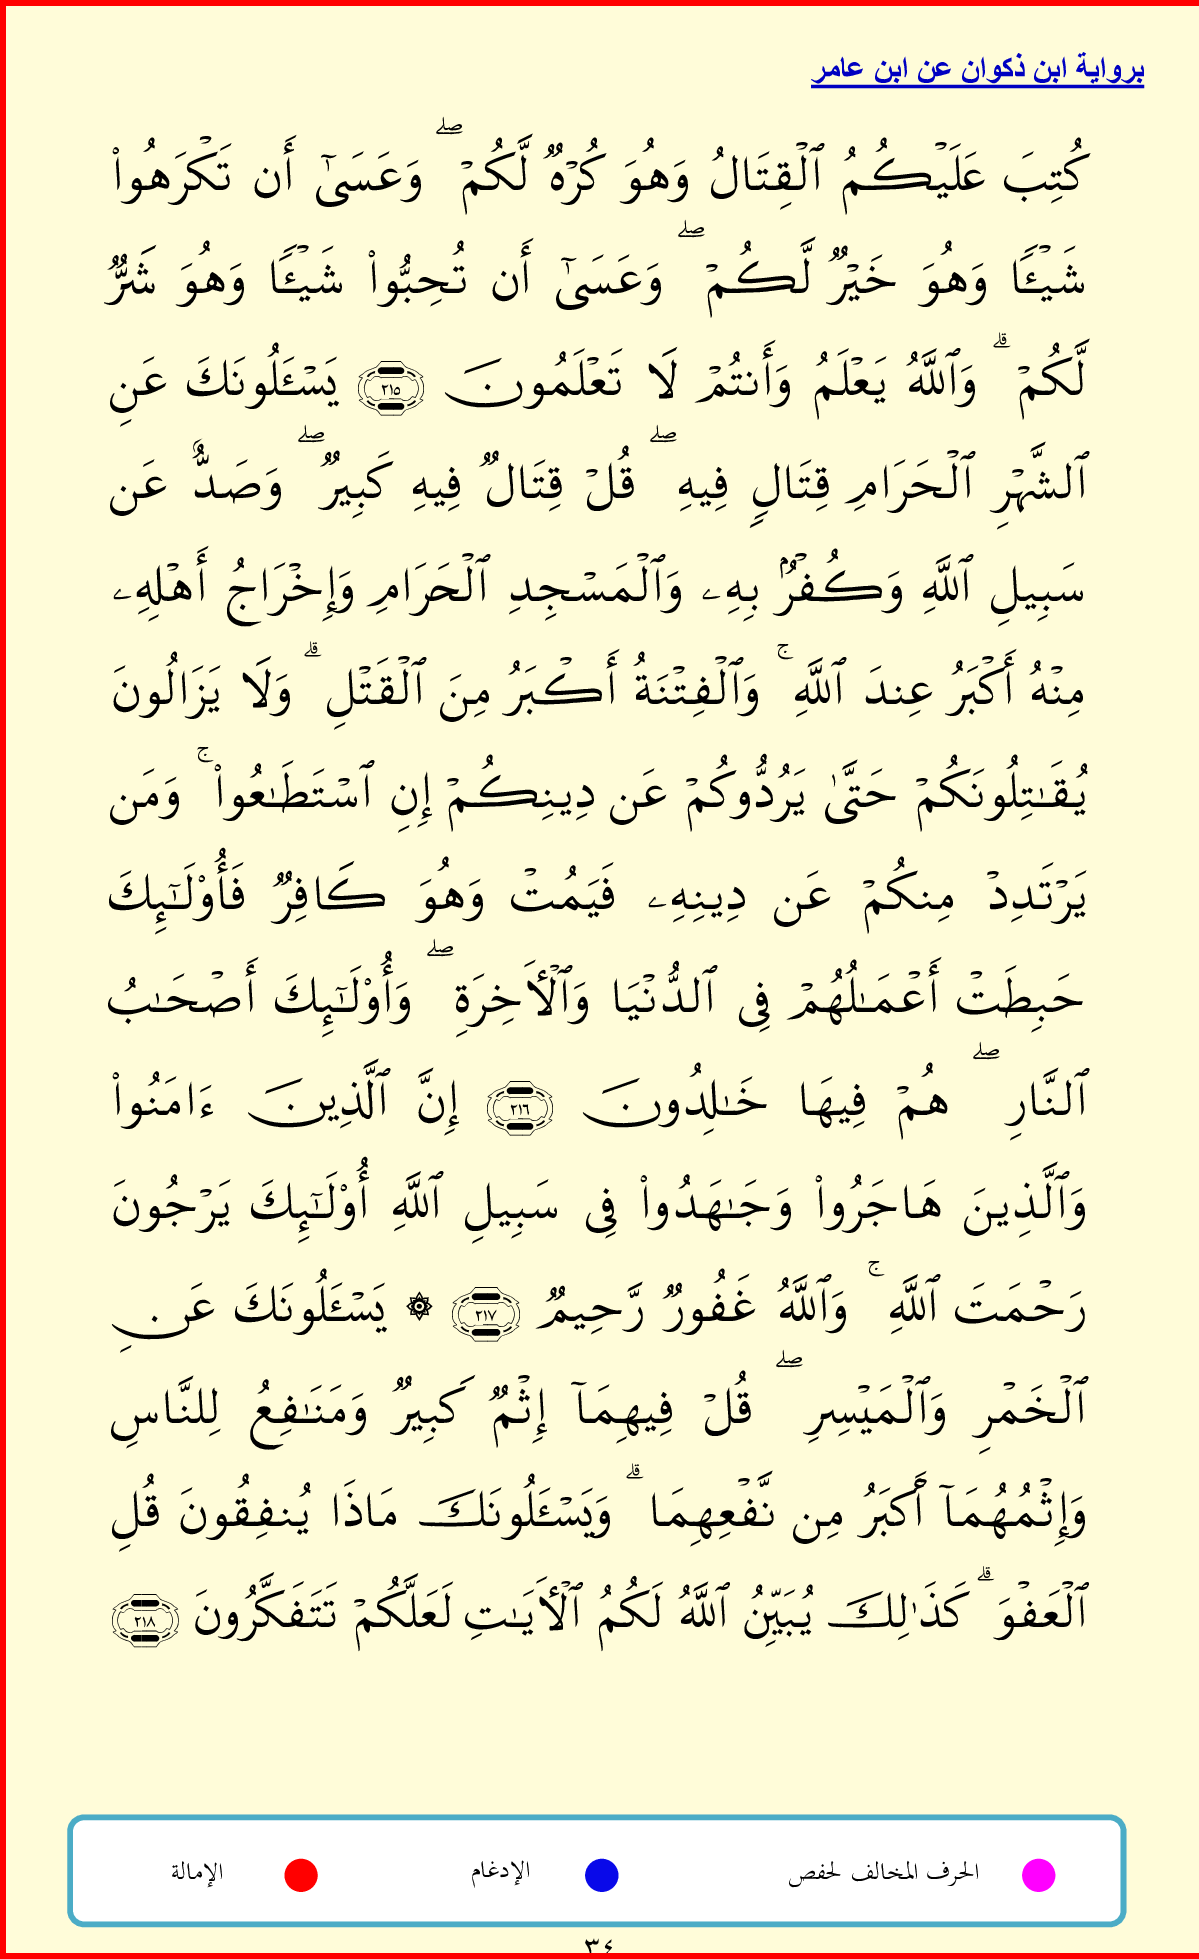 برواية ابن ذكوان عن ابن عامر
كُتِبَ عَلَيْكُمُ ٱلْقِتَالُ وَهُوَ كُرْهٌ لَّكُمْ ۖ وَعَسَىٰٓ أَن تَكْرَهُوا۟
شَيْـًٔا وَهُوَ خَيْرٌ لَّكُمْ ۖ وَعَسَىٰٓ أَن تُحِبُّوا۟ شَيْـًٔا وَهُوَ شَرٌّ
لَّكُمْ ۗ وَٱللَّهُ يَعْلَمُ وَأَنتُمْ لَا تَعْلَمُونَ ٢١٥ يَسْـَٔلُونَكَ عَنِ
ٱلشَّهْرِ ٱلْحَرَامِ قِتَالٍ فِيهِ ۖ قُلْ قِتَالٌ فِيهِ كَبِيرٌ ۖ وَصَدٌّ عَن
سَبِيلِ ٱللَّهِ وَكُفْرٌۢ بِهِۦ وَٱلْمَسْجِدِ ٱلْحَرَامِ وَإِخْرَاجُ أَهْلِهِۦ
مِنْهُ أَكْبَرُ عِندَ ٱللَّهِ ۚ وَٱلْفِتْنَةُ أَكْبَرُ مِنَ ٱلْقَتْلِ ۗ وَلَا يَزَالُونَ
يُقَـٰتِلُونَكُمْ حَتَّىٰ يَرُدُّوكُمْ عَن دِينِكُمْ إِنِ ٱسْتَطَـٰعُوا۟ ۚ وَمَن
يَرْتَدِدْ مِنكُمْ عَن دِينِهِۦ فَيَمُتْ وَهُوَ كَافِرٌ فَأُو۟لَـٰٓئِكَ
حَبِطَتْ أَعْمَـٰلُهُمْ فِى ٱلدُّنْيَا وَٱلْـَٔاخِرَةِ ۖ وَأُو۟لَـٰٓئِكَ أَصْحَـٰبُ
ٱلنَّارِ ۖ هُمْ فِيهَا خَـٰلِدُونَ ٢١٦ إِنَّ ٱلَّذِينَ ءَامَنُوا۟
وَٱلَّذِينَ هَاجَرُوا۟ وَجَـٰهَدُوا۟ فِى سَبِيلِ ٱللَّهِ أُو۟لَـٰٓئِكَ يَرْجُونَ
رَحْمَتَ ٱللَّهِ ۚ وَٱللَّهُ غَفُورٌ رَّحِيمٌ ٢١٧ ۞ يَسْـَٔلُونَكَ عَنِ
ٱلْخَمْرِ وَٱلْمَيْسِرِ ۖ قُلْ فِيهِمَآ إِثْمٌ كَبِيرٌ وَمَنَـٰفِعُ لِلنَّاسِ
وَإِثْمُهُمَآ أَكْبَرُ مِن نَّفْعِهِمَا ۗ وَيَسْـَٔلُونَكَ مَاذَا يُنفِقُونَ قُلِ
ٱلْعَفْوَ ۗ كَذَٰلِكَ يُبَيِّنُ ٱللَّهُ لَكُمُ ٱلْـَٔايَـٰتِ لَعَلَّكُمْ تَتَفَكَّرُونَ ٢١٨
الحرف المخالف لحفص الإدغام الإمالة
٣٤